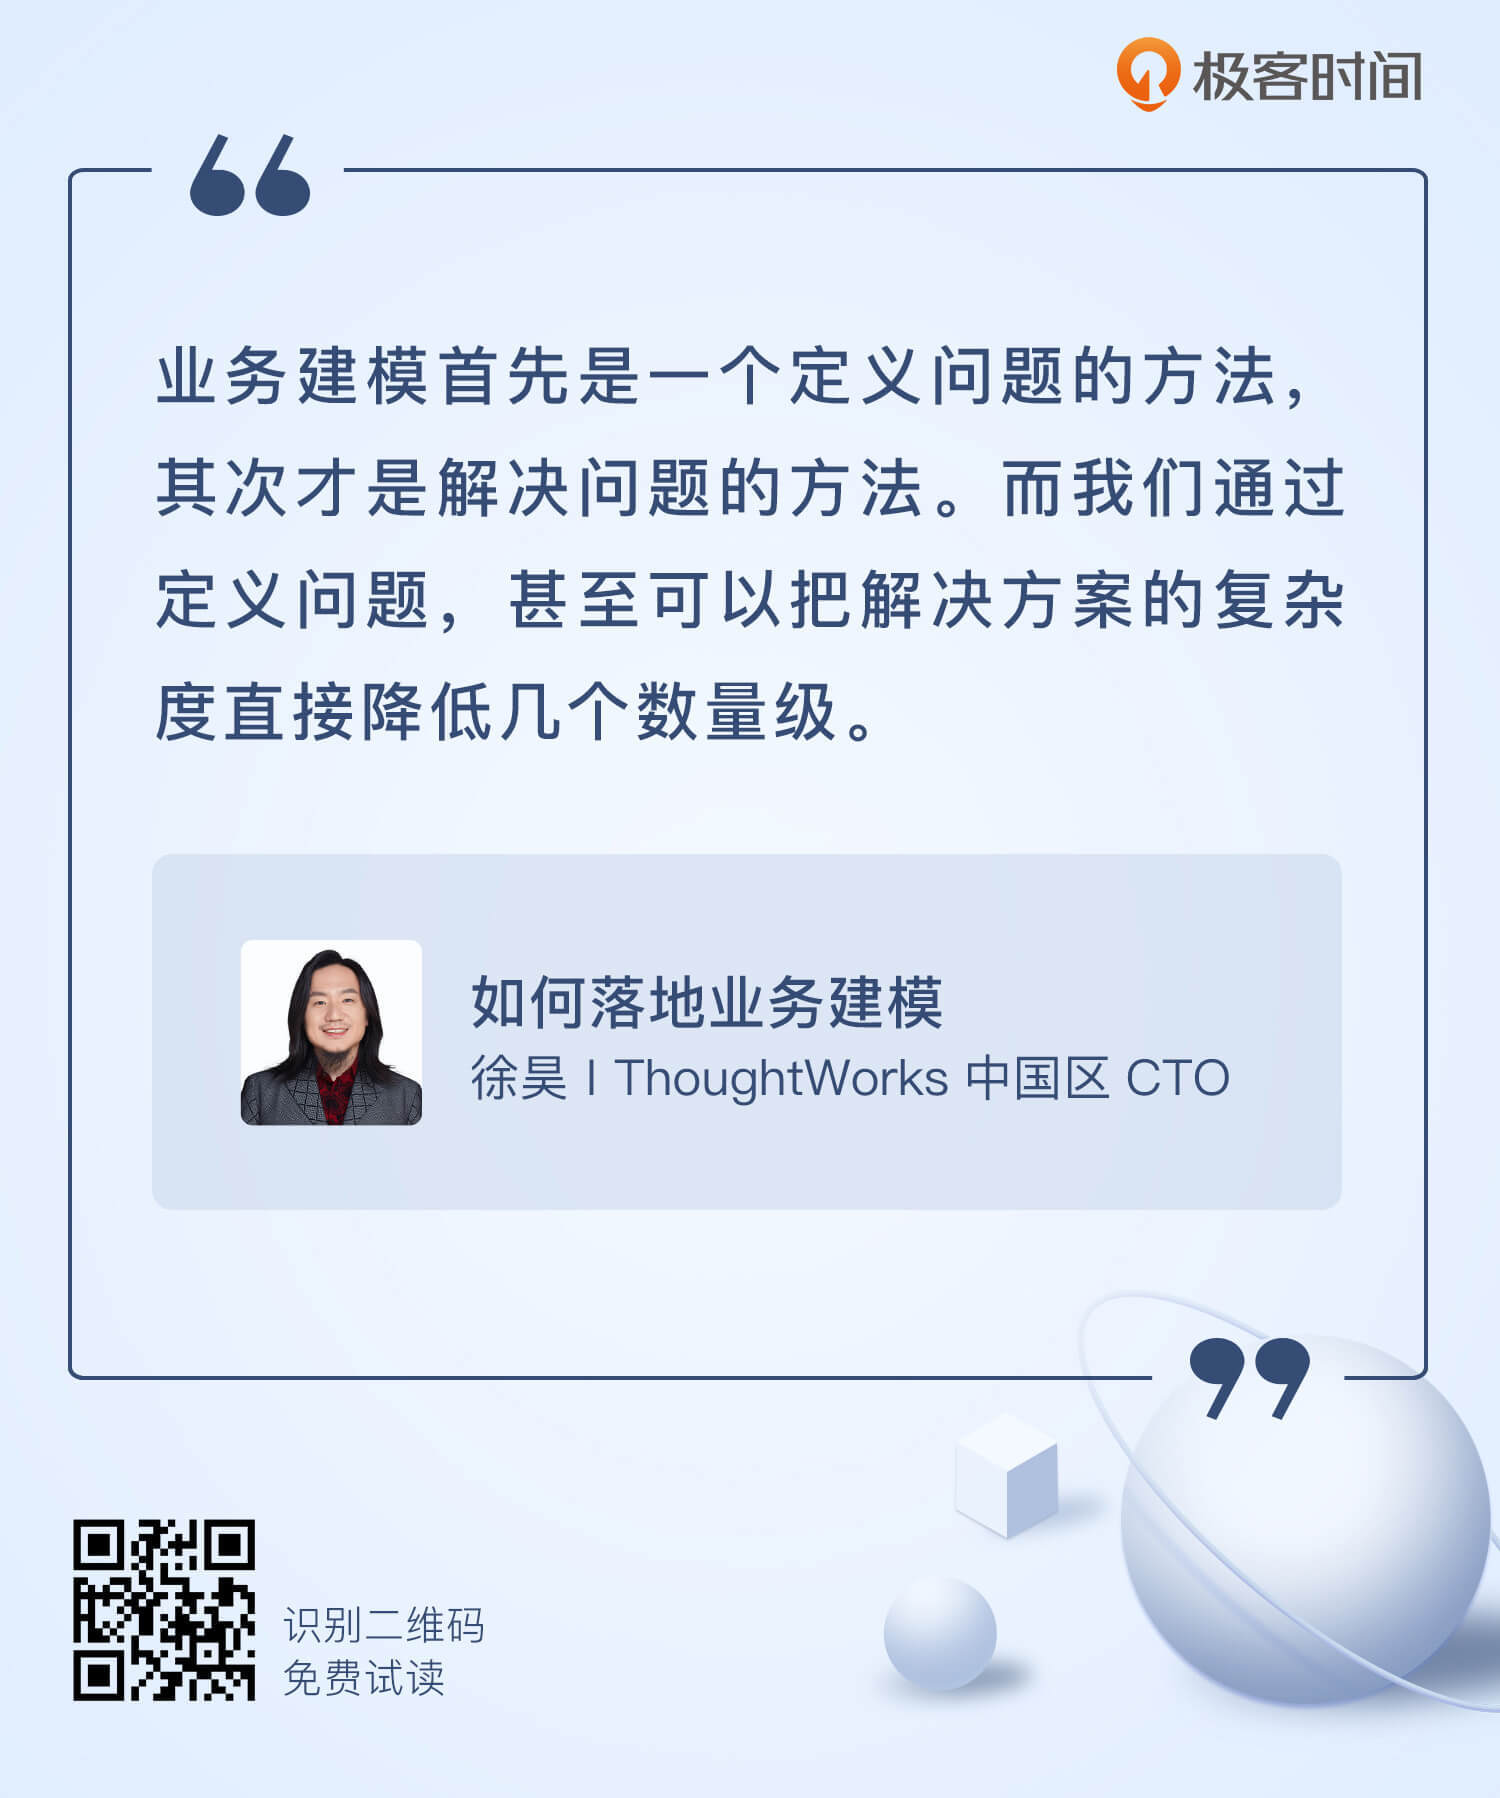 极客时间
业务建模首先是一个定义问题的方法，
其次才是解决问题的方法。而我们通过
定义问题，甚至可以把解决方案的复杂
度直接降低几个数量级。
如何落地业务建模
徐昊 | ThoughtWorks 中国区 CTO
识别二维码
免费试读